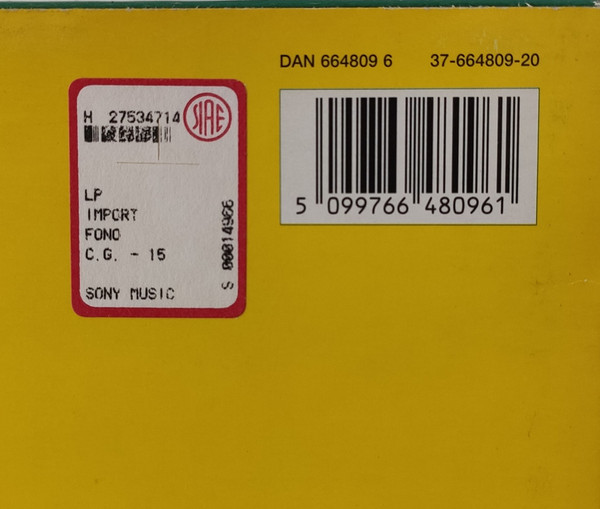 DAN 664809 6 37-664809-20
H 27534714
SIAE
LP
IMPORT
FONO
C.G. - 15
SONY MUSIC
S 00014966
5 099766 480961